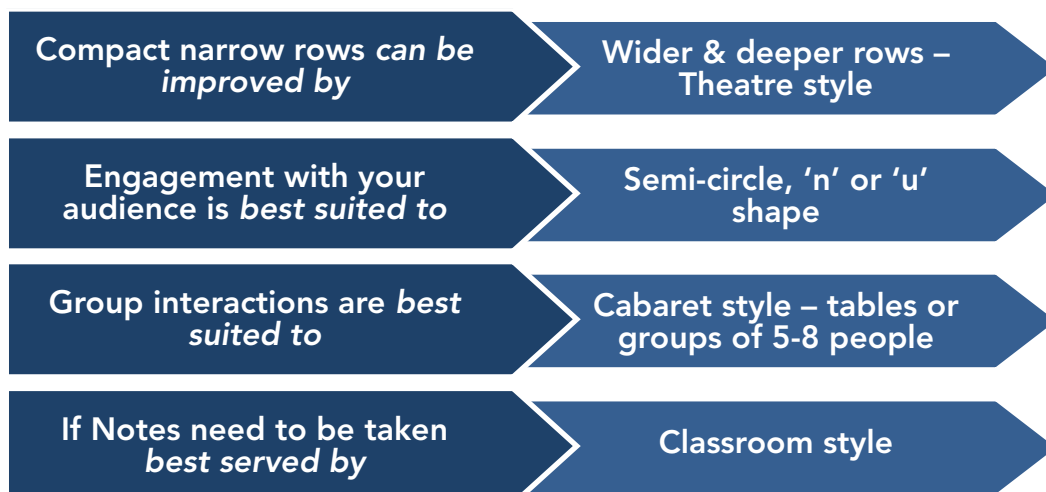 Compact narrow rows can be
improved by
Wider & deeper rows –
Theatre style
Engagement with your
audience is best suited to
Semi-circle, ‘n’ or ‘u’
shape
Group interactions are best
suited to
Cabaret style – tables or
groups of 5-8 people
If Notes need to be taken
best served by
Classroom style